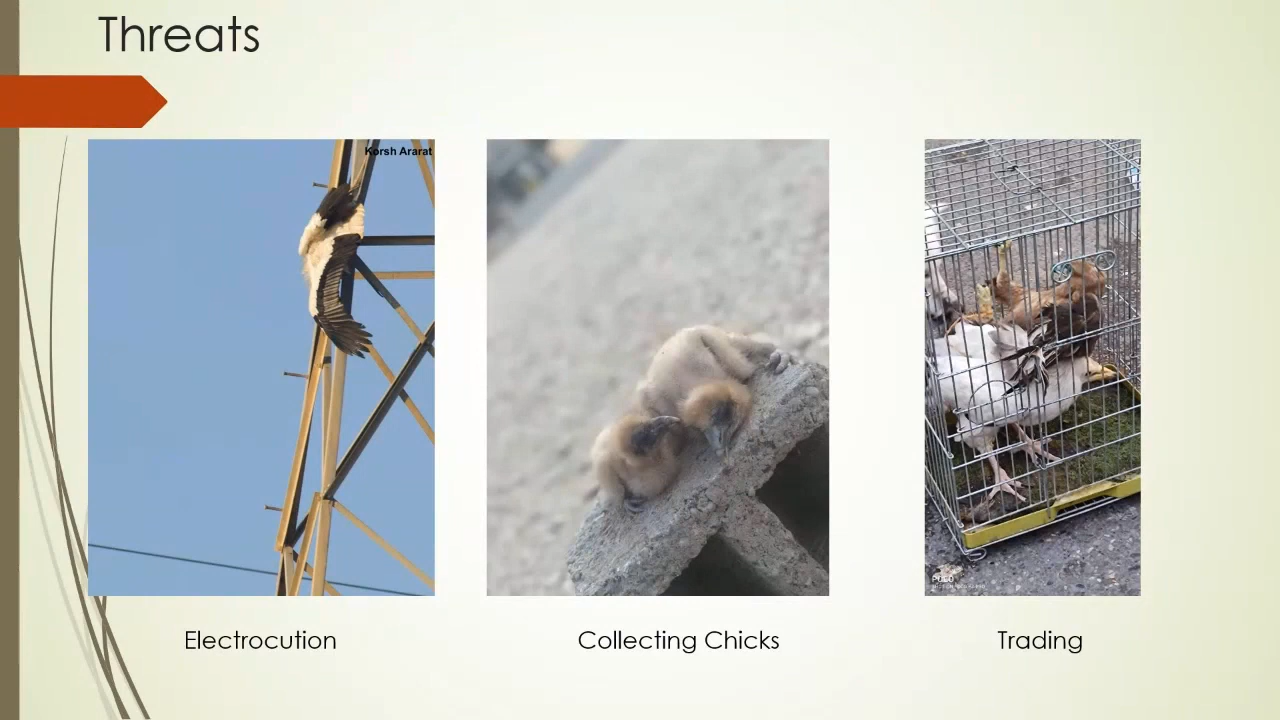 Threats
Korsh Ararat
Electrocution
Collecting Chicks
Trading